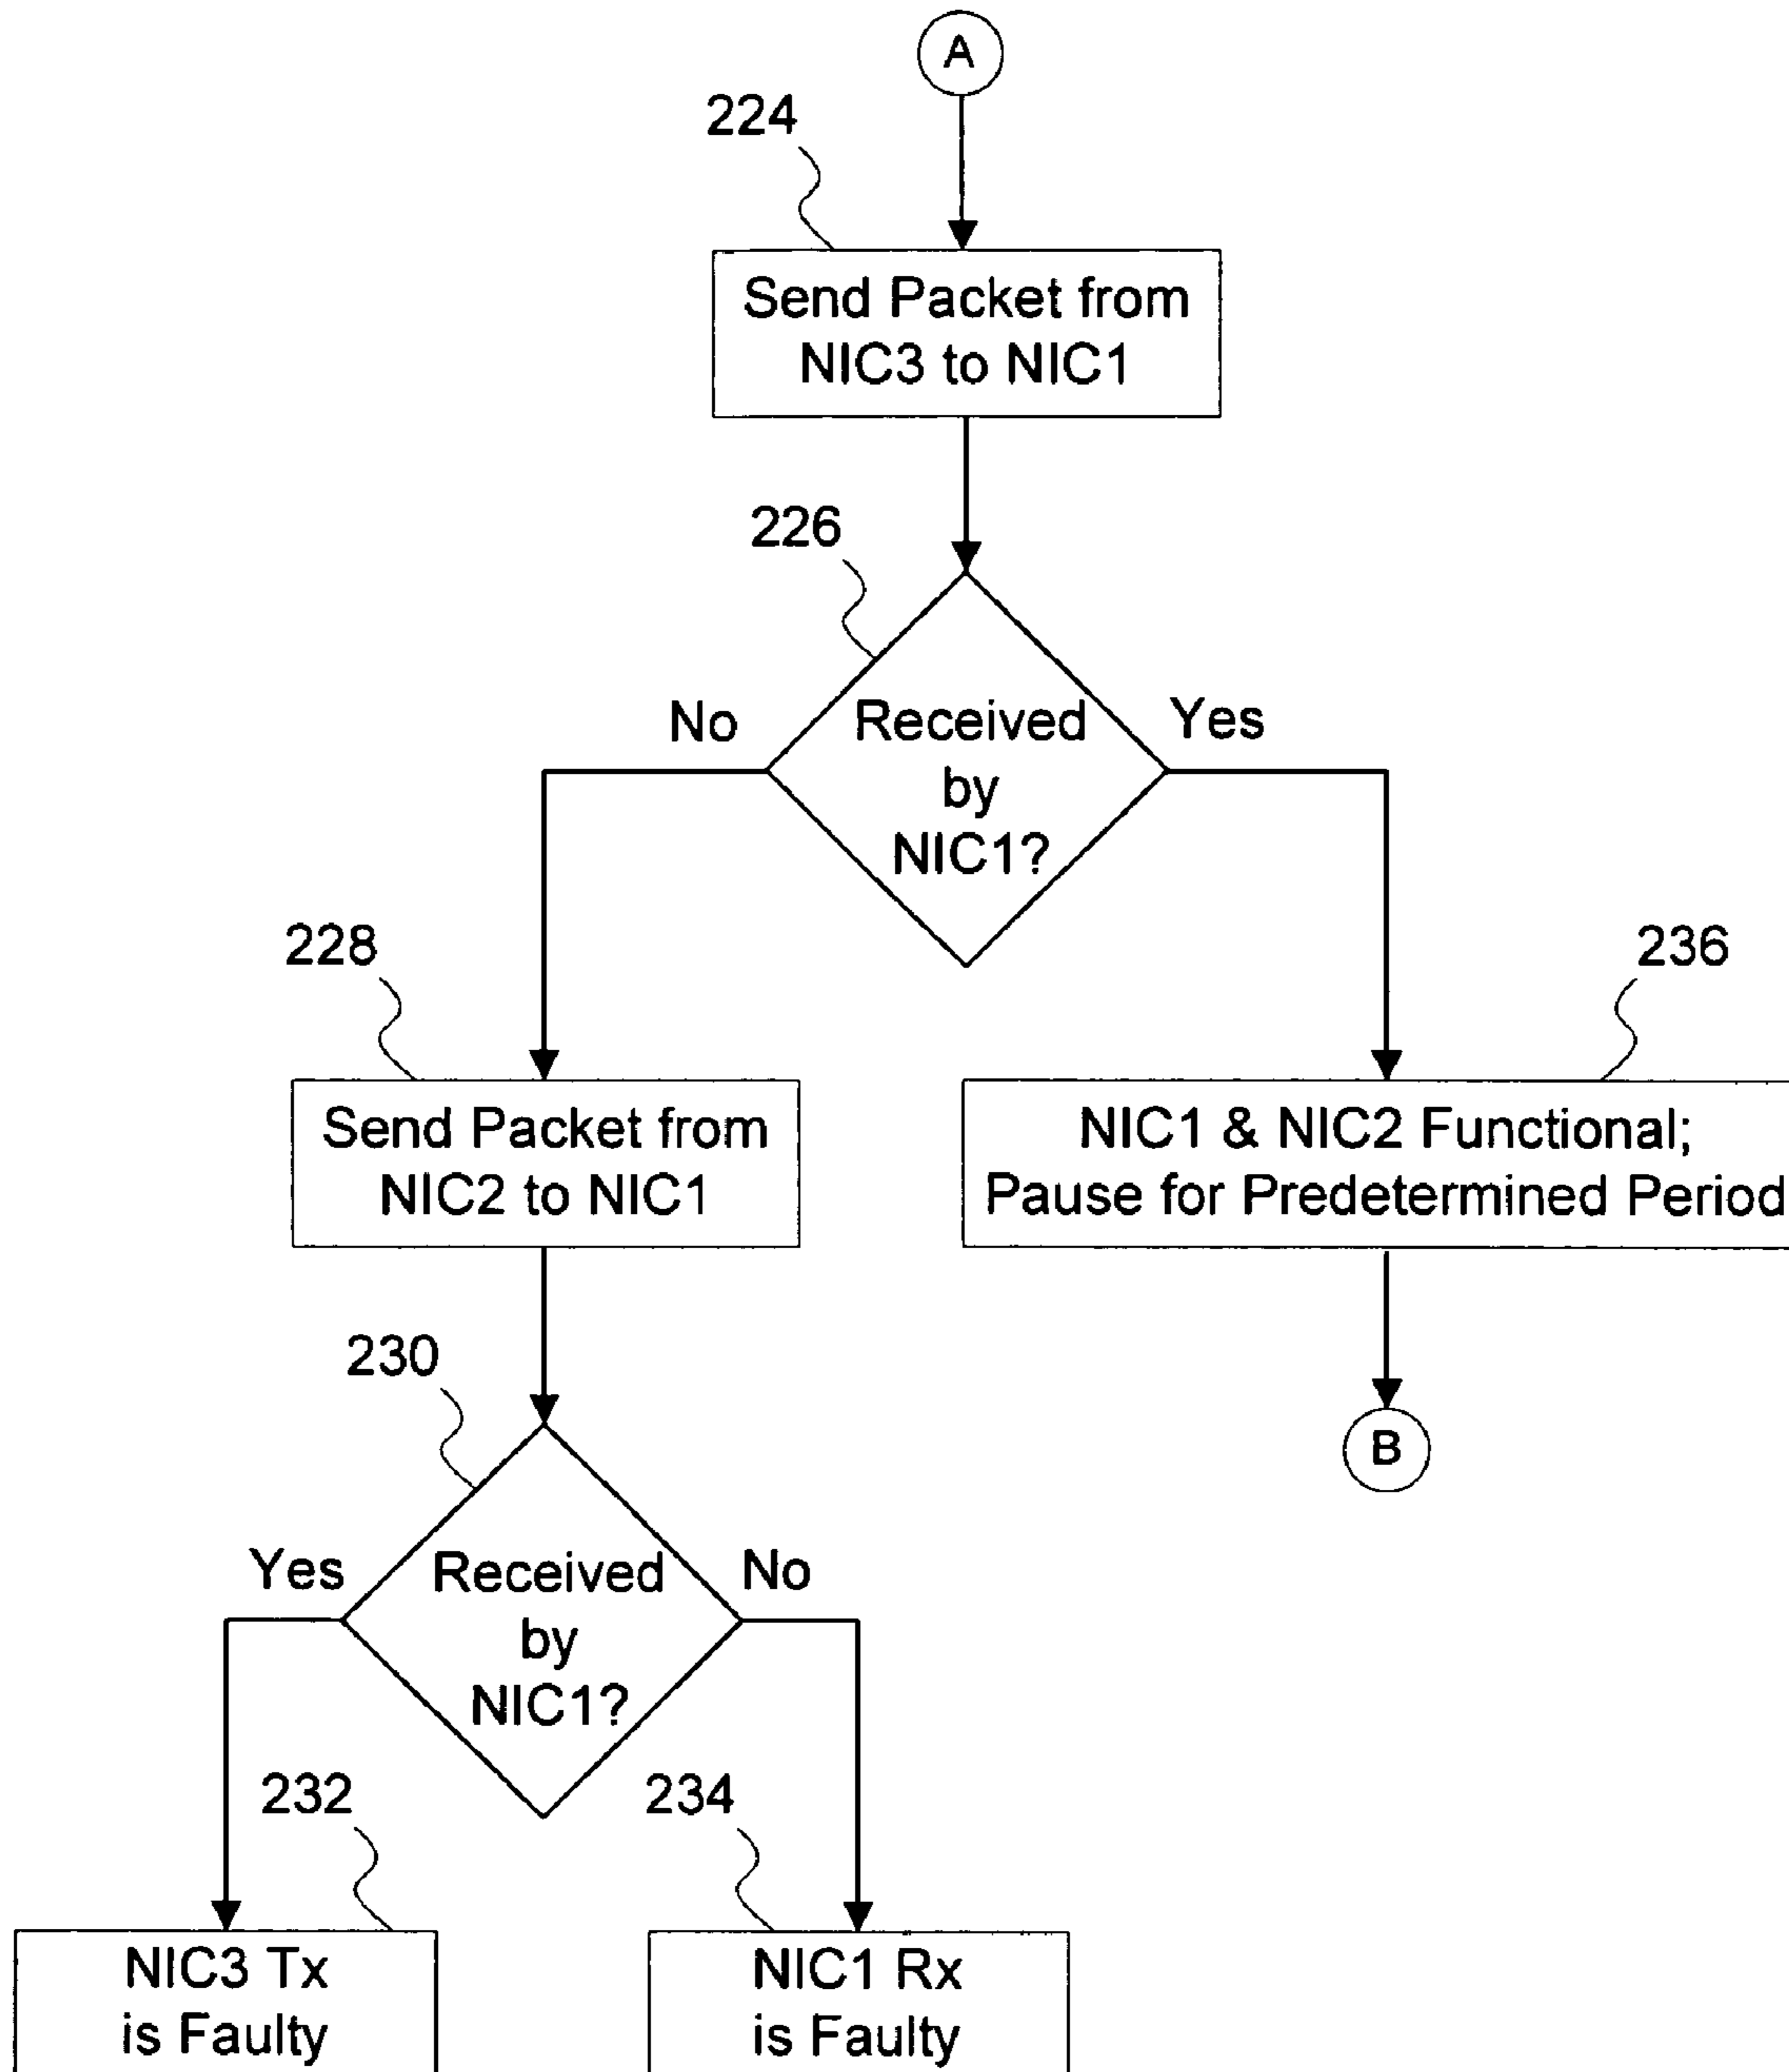 A
224
Send Packet from
NIC3 to NIC1
226
No
Received
by
NIC1?
Yes
228
236
Send Packet from
NIC2 to NIC1
NIC1 & NIC2 Functional;
Pause for Predetermined Period
230
B
Yes
Received
by
NIC1?
No
232
234
NIC3 Tx
is Faulty
NIC1 Rx
is Faulty